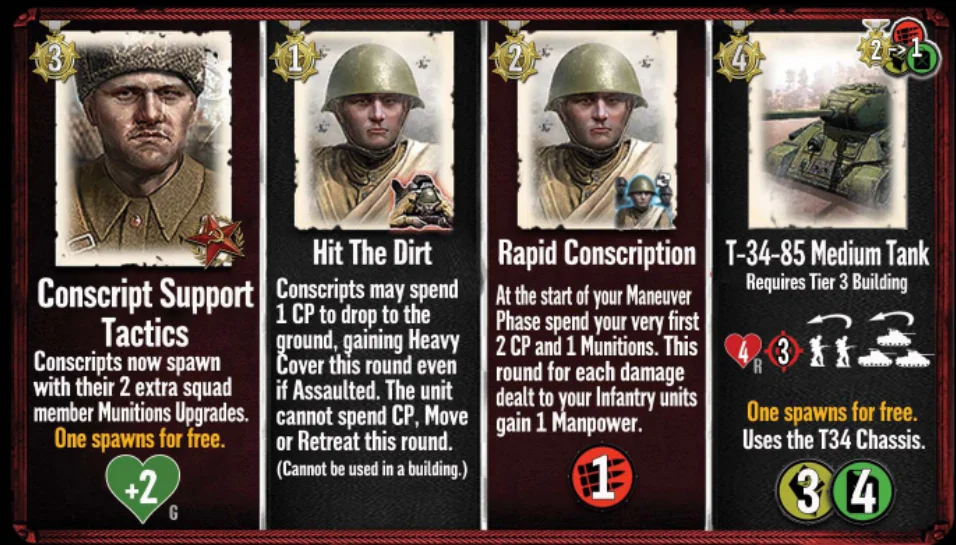 3
Conscript Support
Tactics
Conscripts now spawn
with their 2 extra squad
member Munitions Upgrades.
One spawns for free.
+2
G
1
Hit The Dirt
Conscripts may spend
1 CP to drop to the
ground, gaining Heavy
Cover this round even
if Assaulted. The unit
cannot spend CP, Move
or Retreat this round.
(Cannot be used in a building.)
2
Rapid Conscription
At the start of your Maneuver
Phase spend your very first
2 CP and 1 Munitions. This
round for each damage
dealt to your Infantry units
gain 1 Manpower.
1
4
2->1
T-34-85 Medium Tank
Requires Tier 3 Building
4 R 3
One spawns for free.
Uses the T34 Chassis.
3 4